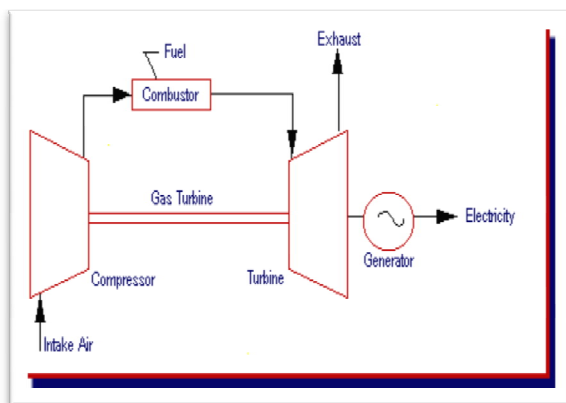 Exhaust
Fuel
Combustor
Gas Turbine
Electricity
Generator
Compressor
Turbine
Intake Air